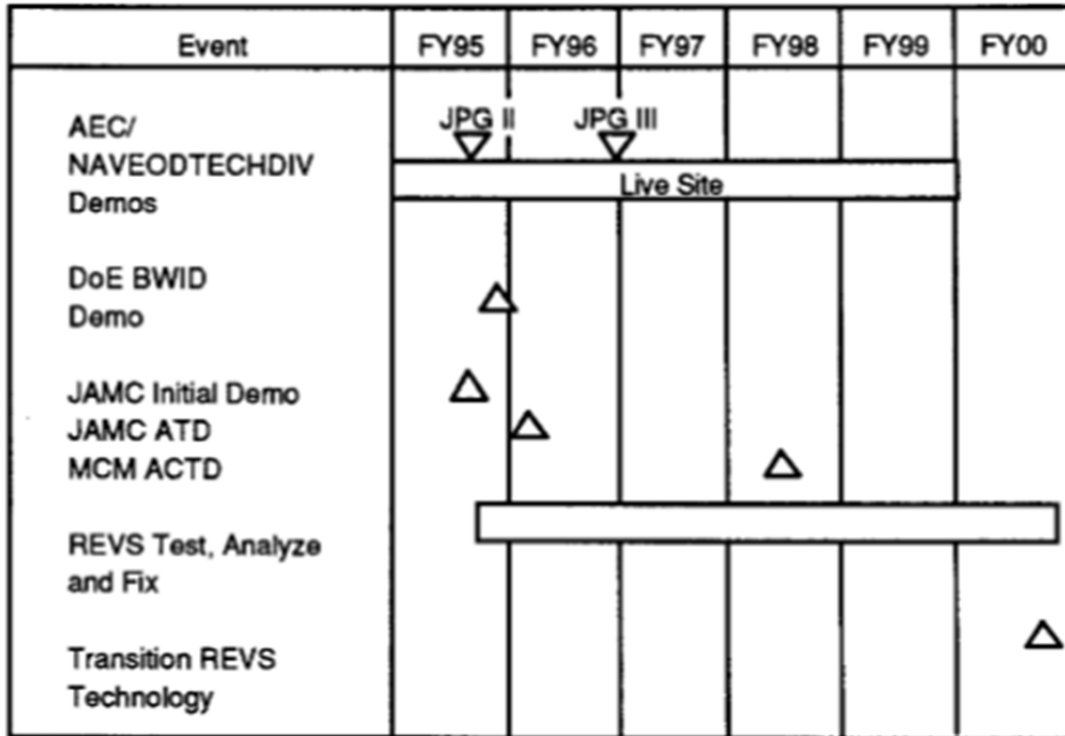 Event FY95 FY96 FY97 FY98 FY99 FY00
JPG II JPG III
AEC/
NAVEODTECHDIV
Live Site
Demos
DoE BWID
Demo
JAMC Initial Demo
JAMC ATD
MCM ACTD
REVS Test, Analyze
and Fix
Transition REVS
Technology